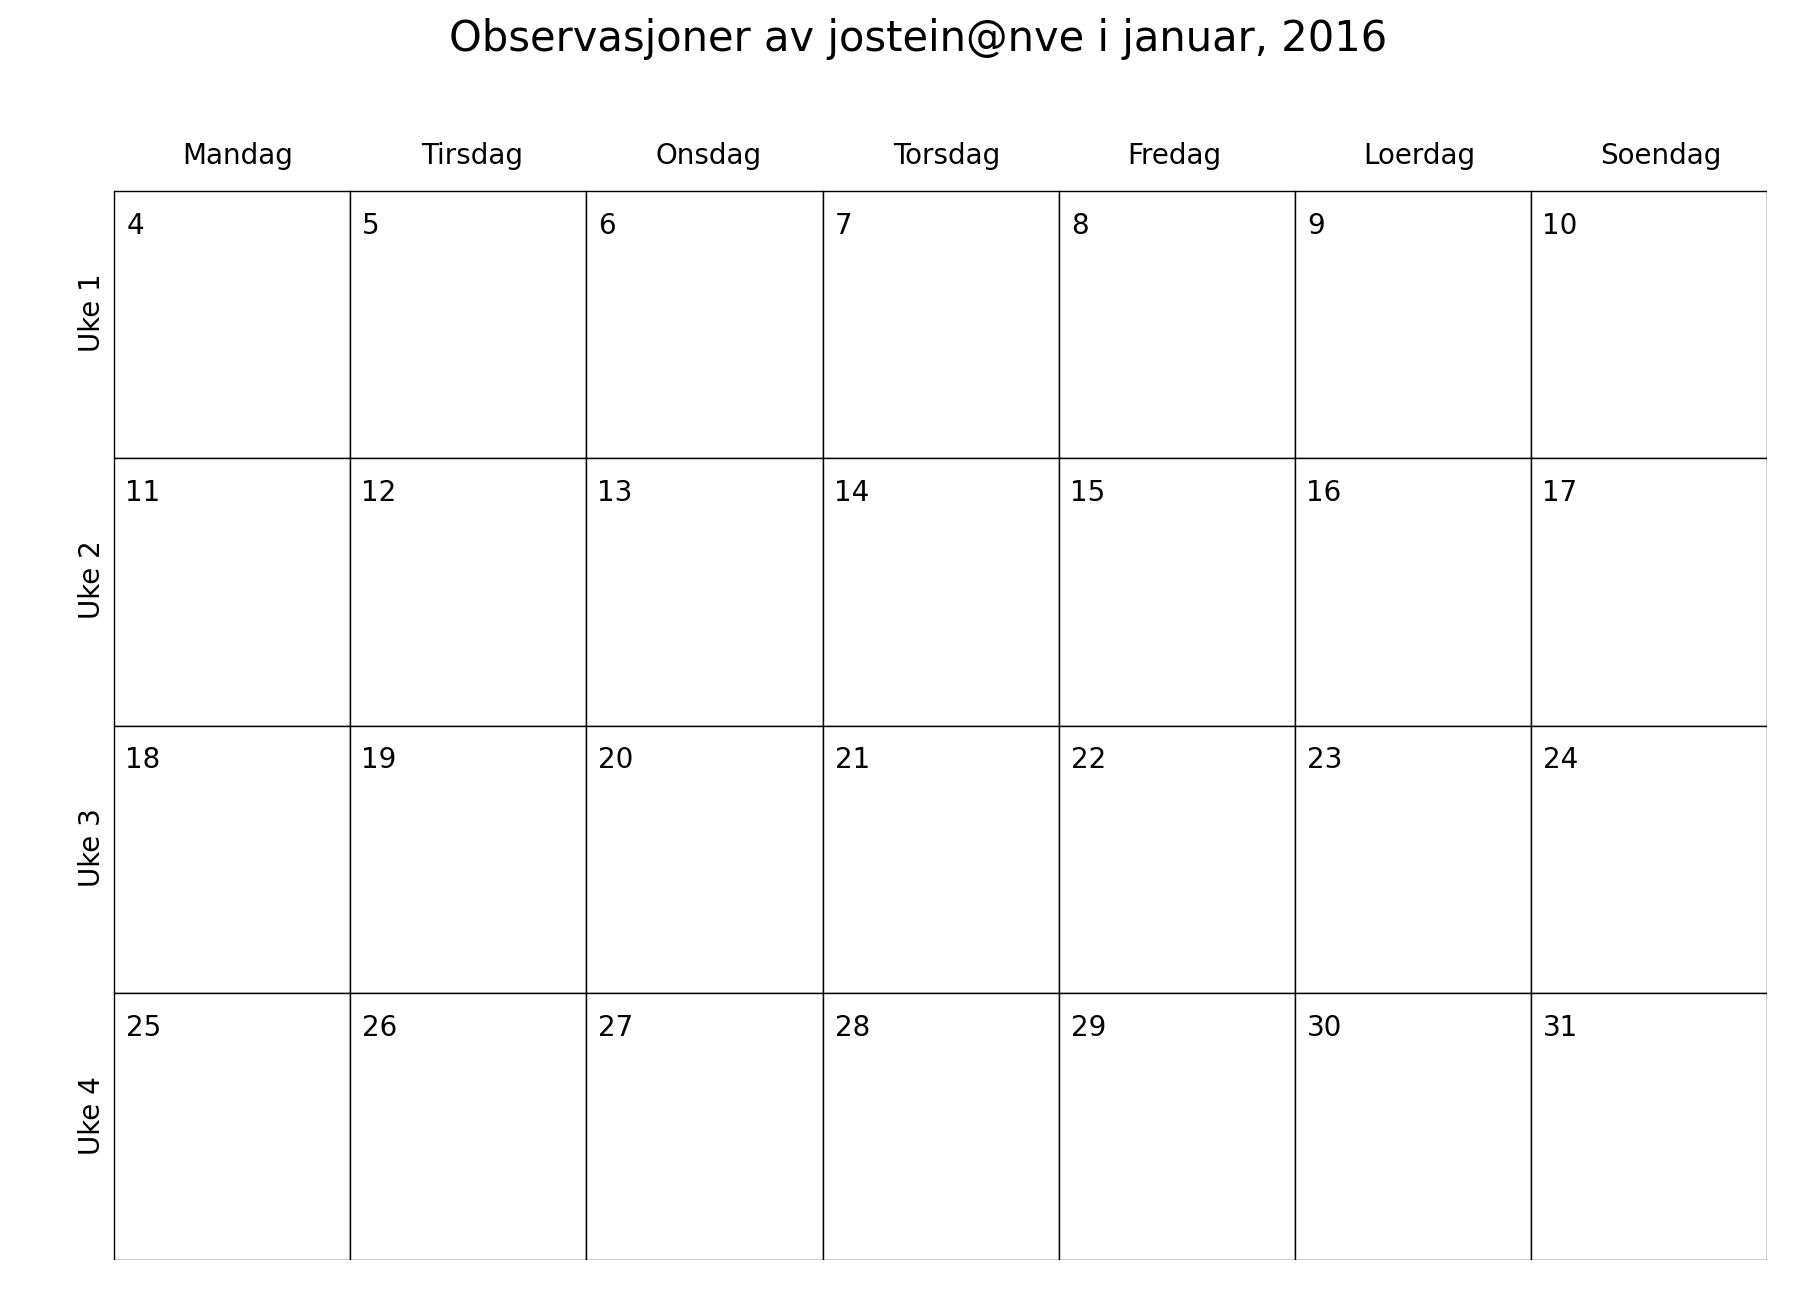 Observasjoner av jostein@nve i januar, 2016
Mandag Tirsdag Onsdag Torsdag Fredag Loerdag Soendag
Uke 1
4 5 6 7 8 9 10
Uke 2
11 12 13 14 15 16 17
Uke 3
18 19 20 21 22 23 24
Uke 4
25 26 27 28 29 30 31